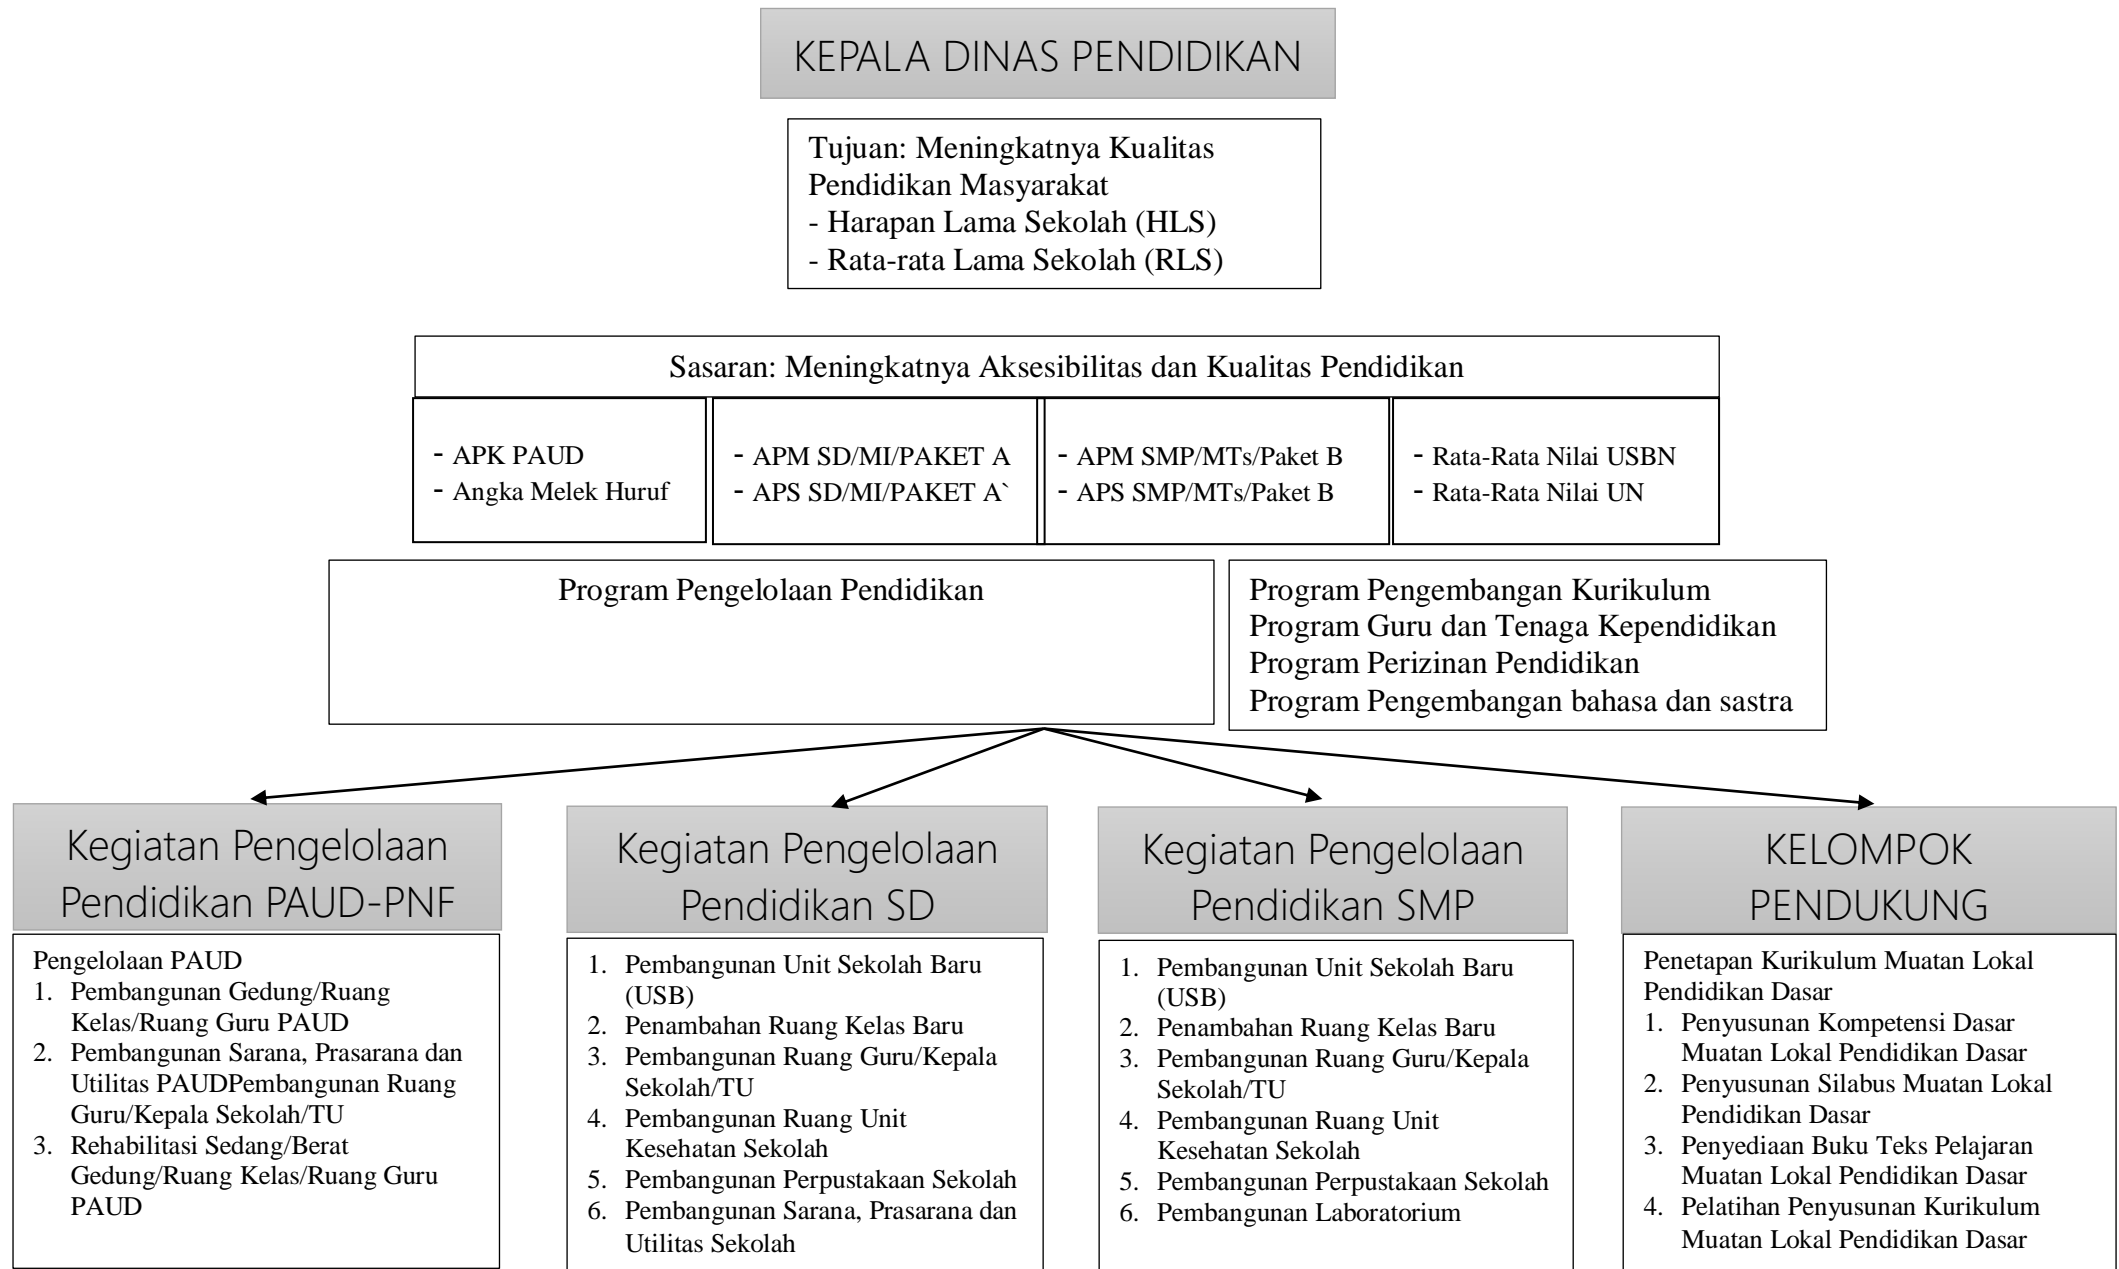 KEPALA DINAS PENDIDIKAN
Tujuan: Meningkatnya Kualitas
Pendidikan Masyarakat
- Harapan Lama Sekolah (HLS)
- Rata-rata Lama Sekolah (RLS)
Sasaran: Meningkatnya Aksesibilitas dan Kualitas Pendidikan
- APK PAUD
- Angka Melek Huruf
- APM SD/MI/PAKET A
- APS SD/MI/PAKET A`
- APM SMP/MTs/Paket B
- APS SMP/MTs/Paket B
- Rata-Rata Nilai USBN
- Rata-Rata Nilai UN
Program Pengelolaan Pendidikan
Program Pengembangan Kurikulum
Program Guru dan Tenaga Kependidikan
Program Perizinan Pendidikan
Program Pengembangan bahasa dan sastra
Kegiatan Pengelolaan
Pendidikan PAUD-PNF
Pengelolaan PAUD
1. Pembangunan Gedung/Ruang
Kelas/Ruang Guru PAUD
2. Pembangunan Sarana, Prasarana dan
Utilitas PAUDPembangunan Ruang
Guru/Kepala Sekolah/TU
3. Rehabilitasi Sedang/Berat
Gedung/Ruang Kelas/Ruang Guru
PAUD
Kegiatan Pengelolaan
Pendidikan SD
1. Pembangunan Unit Sekolah Baru
(USB)
2. Penambahan Ruang Kelas Baru
3. Pembangunan Ruang Guru/Kepala
Sekolah/TU
4. Pembangunan Ruang Unit
Kesehatan Sekolah
5. Pembangunan Perpustakaan Sekolah
6. Pembangunan Sarana, Prasarana dan
Utilitas Sekolah
Kegiatan Pengelolaan
Pendidikan SMP
1. Pembangunan Unit Sekolah Baru
(USB)
2. Penambahan Ruang Kelas Baru
3. Pembangunan Ruang Guru/Kepala
Sekolah/TU
4. Pembangunan Ruang Unit
Kesehatan Sekolah
5. Pembangunan Perpustakaan Sekolah
6. Pembangunan Laboratorium
KELOMPOK
PENDUKUNG
Penetapan Kurikulum Muatan Lokal
Pendidikan Dasar
1. Penyusunan Kompetensi Dasar
Muatan Lokal Pendidikan Dasar
2. Penyusunan Silabus Muatan Lokal
Pendidikan Dasar
3. Penyediaan Buku Teks Pelajaran
Muatan Lokal Pendidikan Dasar
4. Pelatihan Penyusunan Kurikulum
Muatan Lokal Pendidikan Dasar